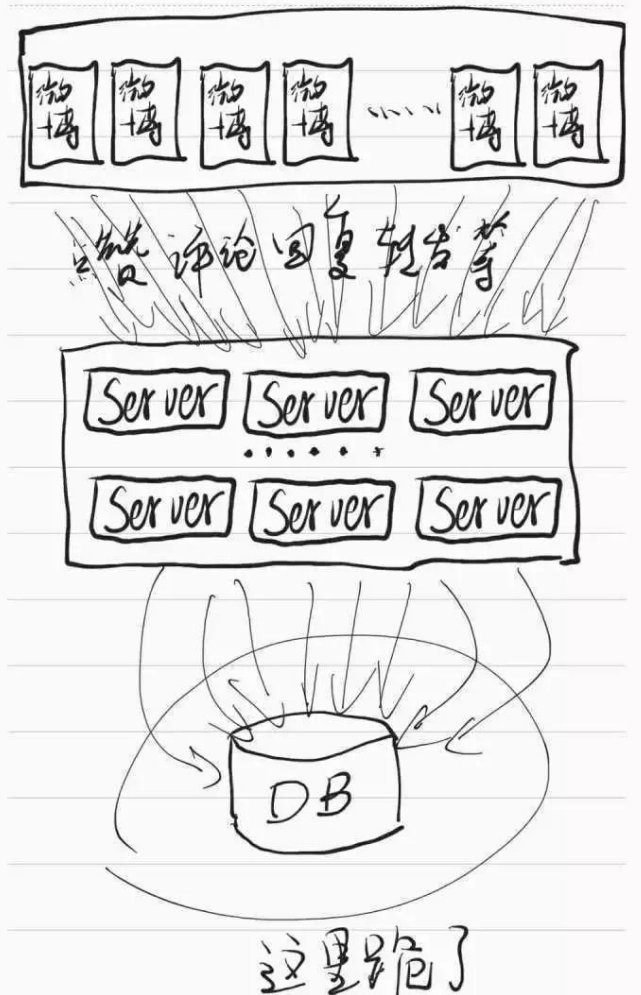 微博 微博 微博 微博 ...... 微博 微博
点赞 评论 回复 转发 等
Server Server Server
......
Server Server Server
DB
这里跪了